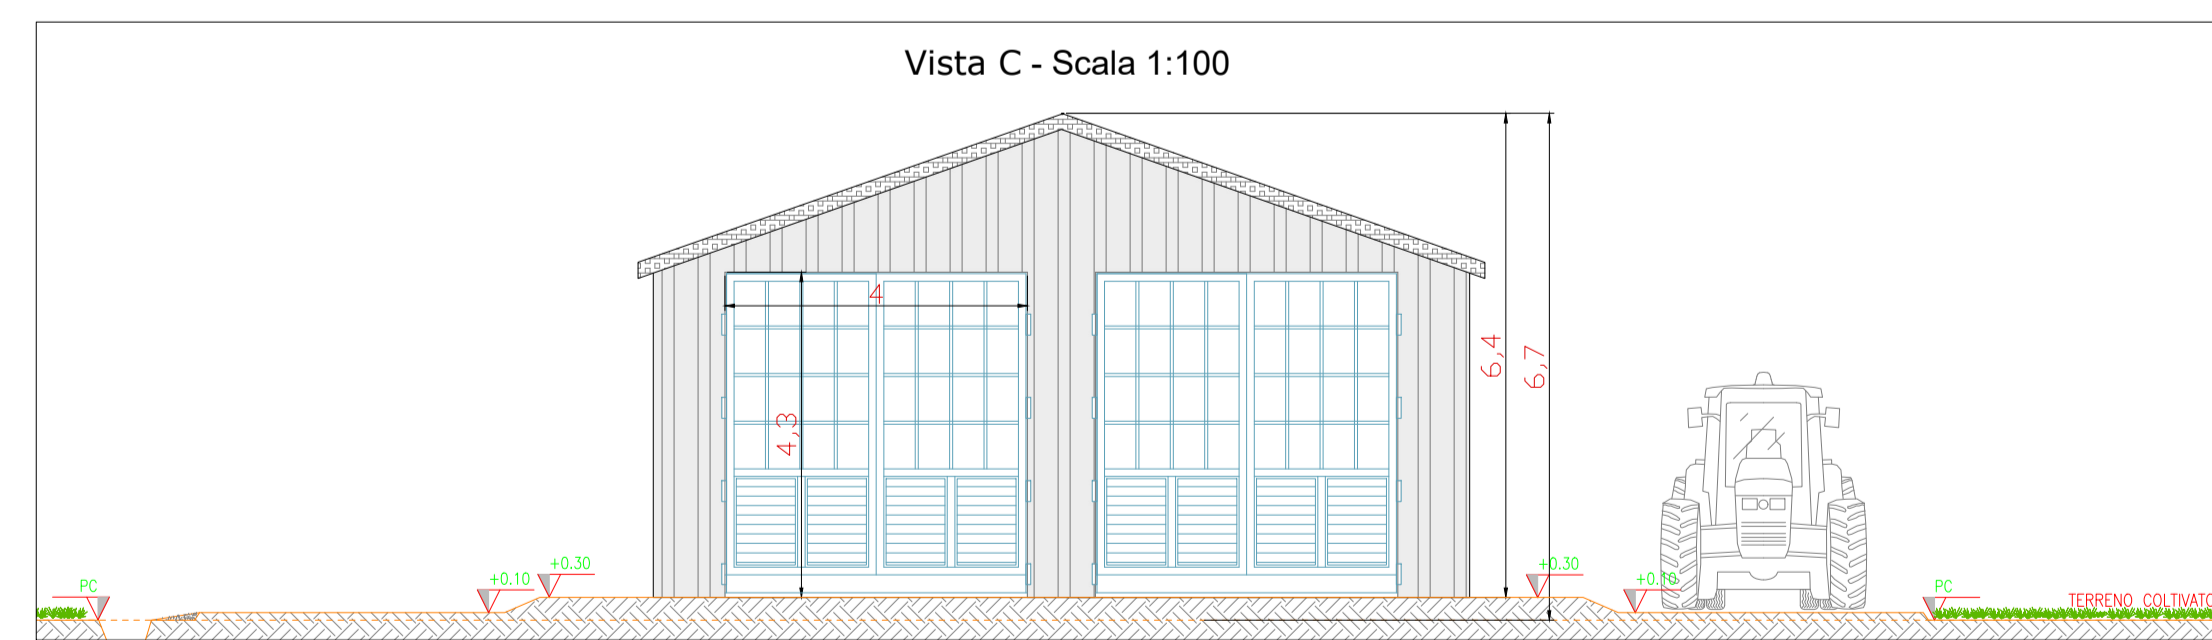 Vista C - Scala 1:100
4
6,4
6,7
4,3
PC
+0.10
+0.30
+0.30
+0.10
PC
TERRENO COLTIVATO